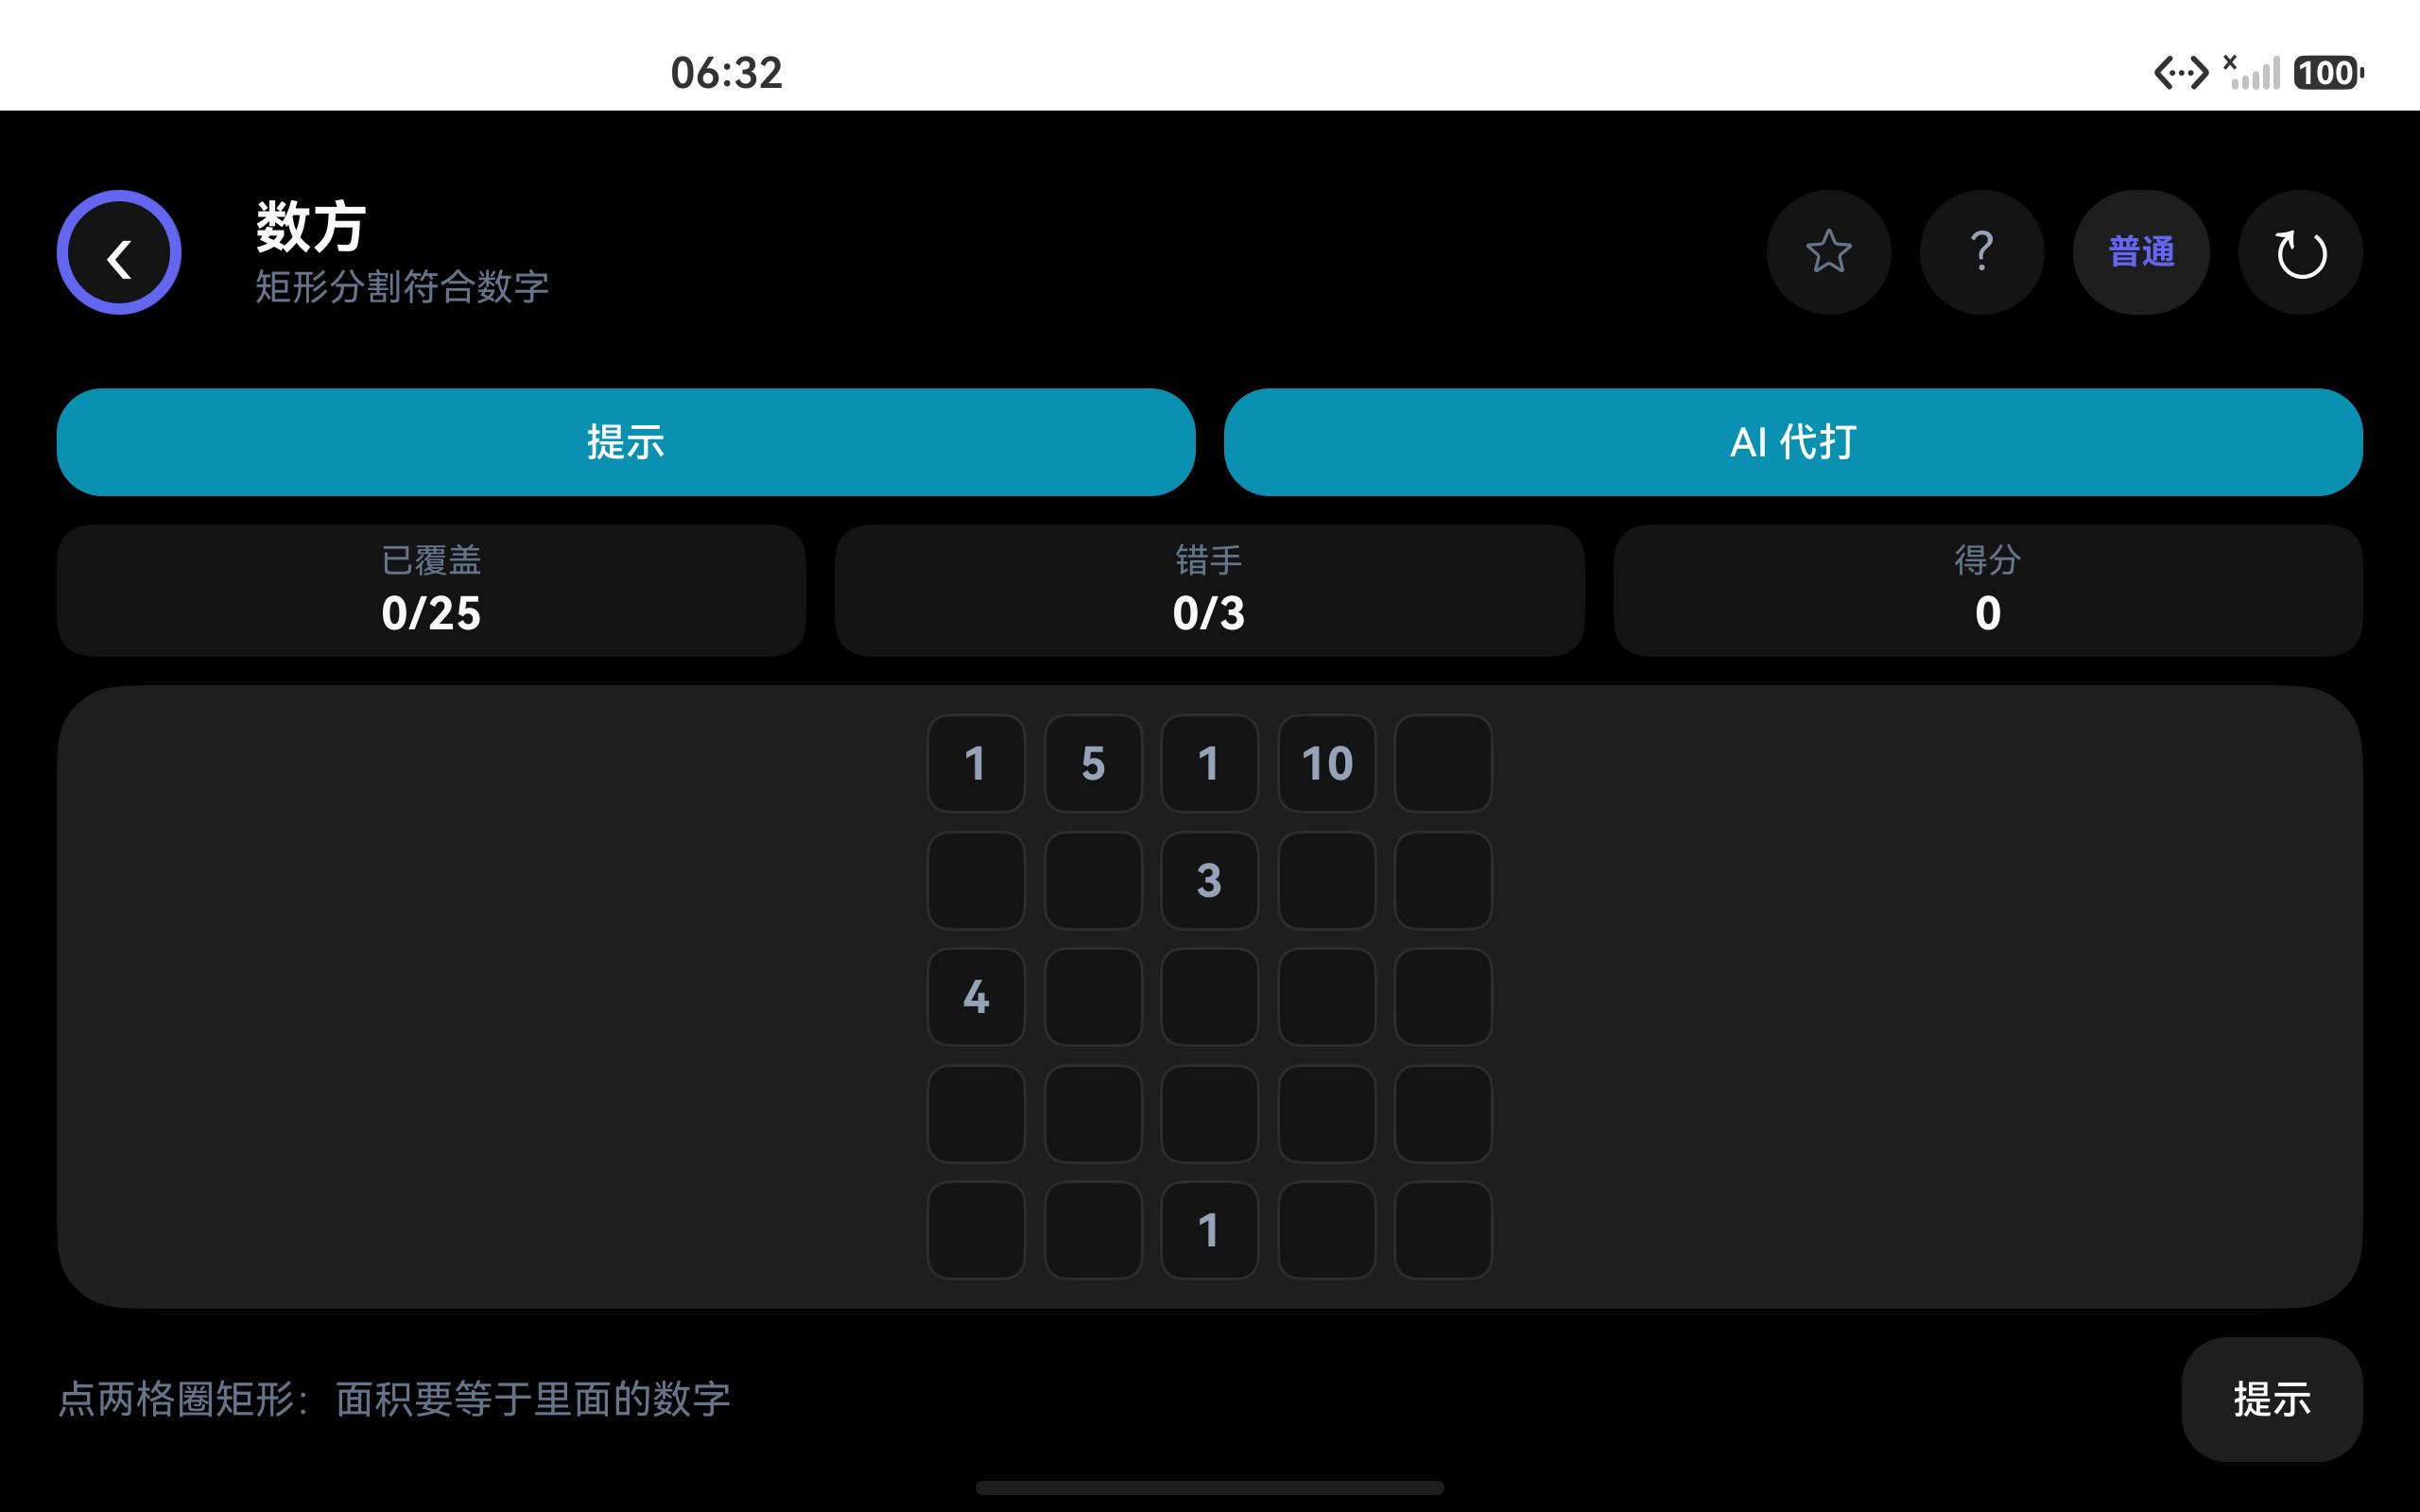 06:32
100
数方
矩形分割符合数字
?
普通
提示
AI 代打
已覆盖
0/25
错手
0/3
得分
0
1 5 1 10
3
4
1
点两格圈矩形：面积要等于里面的数字
提示